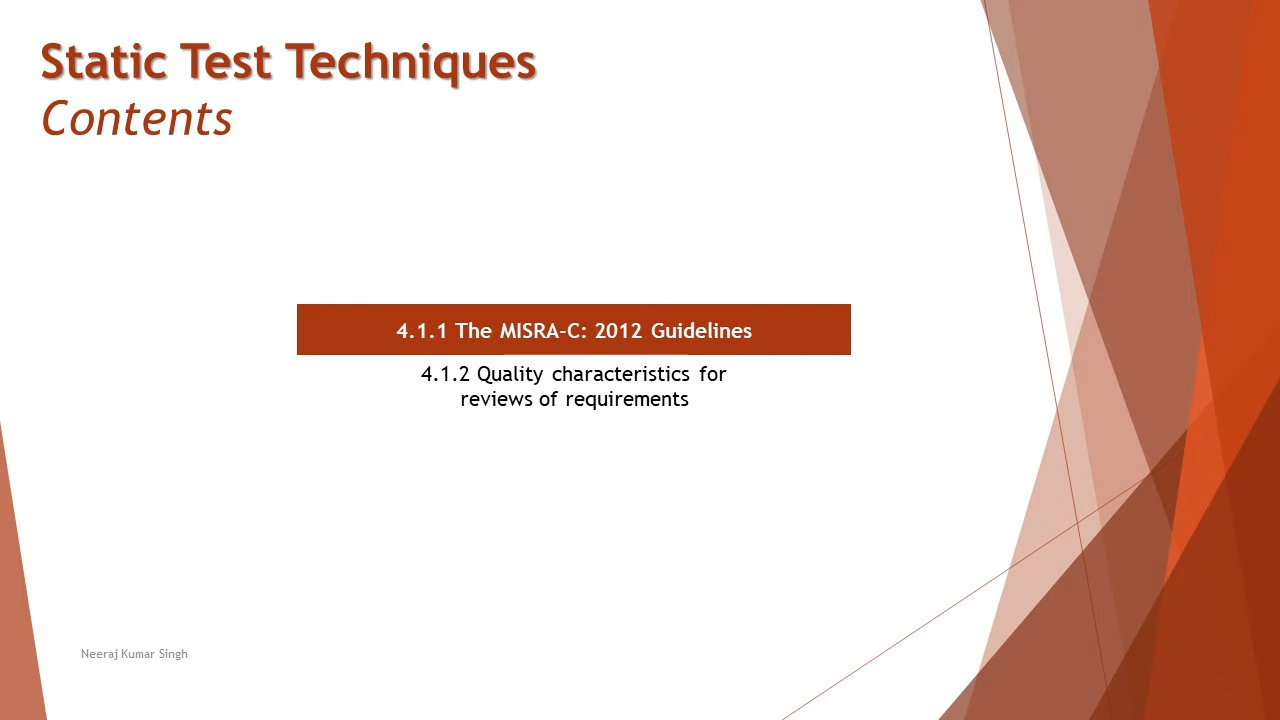 Static Test Techniques
Contents
4.1.1 The MISRA-C: 2012 Guidelines
4.1.2 Quality characteristics for
reviews of requirements
Neeraj Kumar Singh